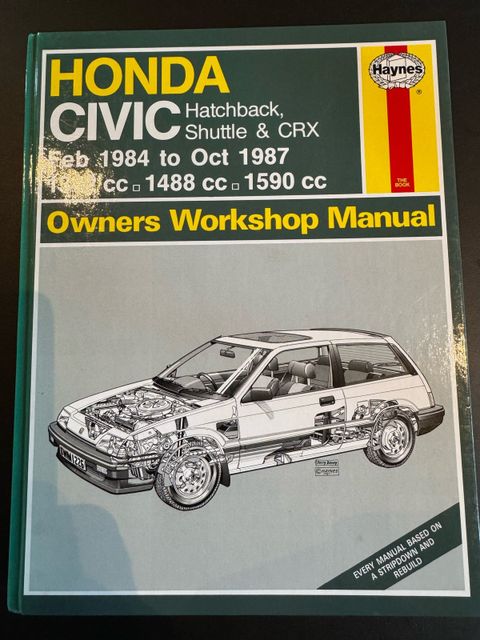 HONDA
Haynes
®
CIVIC Hatchback,
Shuttle & CRX
Feb 1984 to Oct 1987
cc □ 1488 cc □ 1590 cc
THE
BOOK
Owners Workshop Manual
© HAYNES
EVERY MANUAL BASED ON
A STRIPDOWN AND
REBUILD